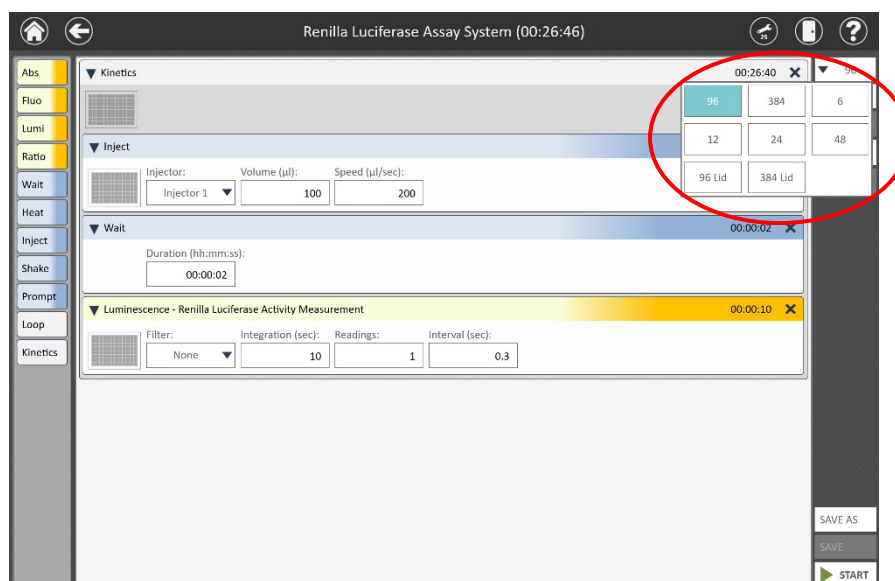 Renilla Luciferase Assay System (00:26:46)
25
?
Abs
Fluo
Lumi
Ratio
Wait
Heat
Inject
Shake
Prompt
Loop
Kinetics
Kinetics 00:26:40
96 384 6
12 24 48
96 Lid 384 Lid
Inject
Injector: Volume (µl): Speed (µl/sec):
Injector 1 100 200
Wait 00:00:02
Duration (hh:mm:ss):
00:00:02
Luminescence - Renilla Luciferase Activity Measurement 00:00:10
Filter: Integration (sec): Readings: Interval (sec):
None 10 1 0.3
SAVE AS
SAVE
START